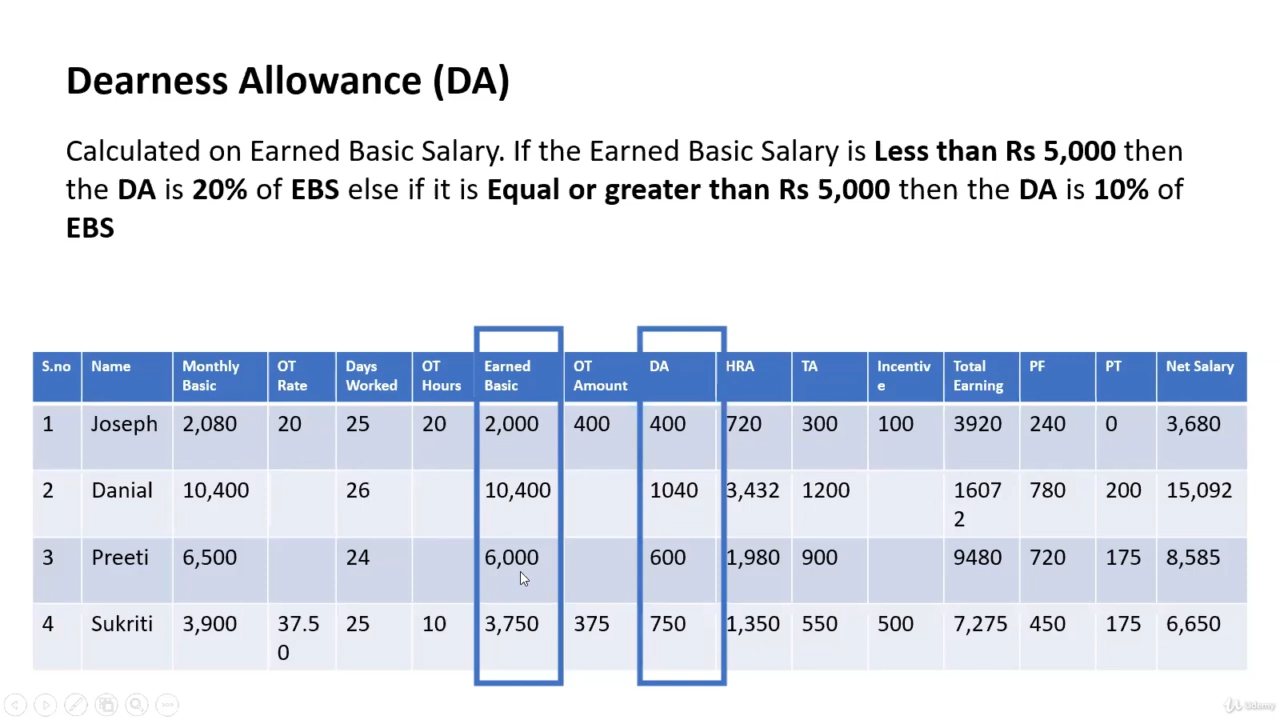 Dearness Allowance (DA)
Calculated on Earned Basic Salary. If the Earned Basic Salary is Less than Rs 5,000 then
the DA is 20% of EBS else if it is Equal or greater than Rs 5,000 then the DA is 10% of
EBS
S.no Name Monthly Basic OT Rate Days Worked OT Hours Earned Basic OT Amount DA HRA TA Incentiv e Total Earning PF PT Net Salary
1 Joseph 2,080 20 25 20 2,000 400 400 720 300 100 3920 240 0 3,680
2 Danial 10,400 26 10,400 1040 3,432 1200 1607 2 780 200 15,092
3 Preeti 6,500 24 6,000 600 1,980 900 9480 720 175 8,585
4 Sukriti 3,900 37.5 0 25 10 3,750 375 750 1,350 550 500 7,275 450 175 6,650
Udemy